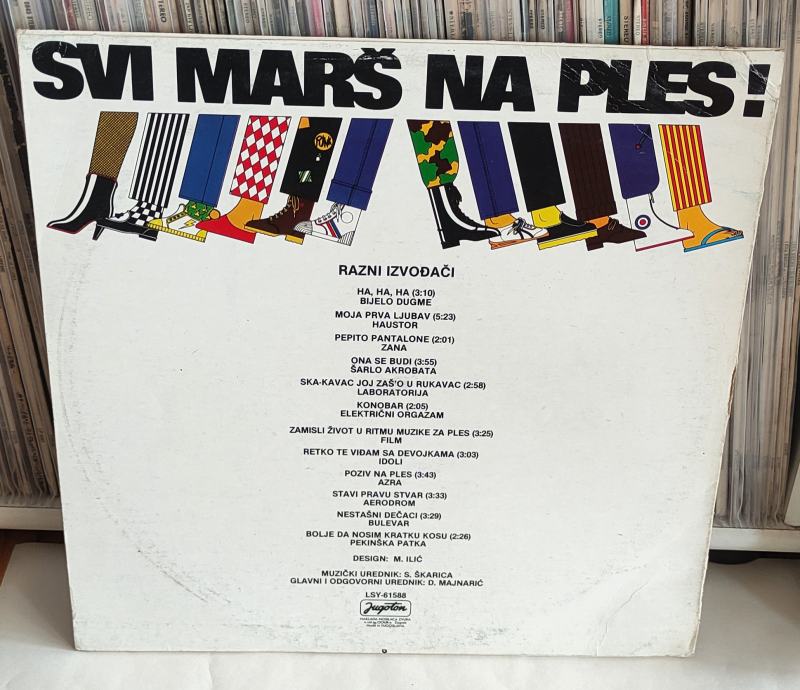 SVI MARŠ NA PLES!
RAZNI IZVOĐAČI
HA, HA, HA (3:10)
BIJELO DUGME
MOJA PRVA LJUBAV (5:23)
HAUSTOR
PEPITO PANTALONE (2:01)
ZANA
ONA SE BUDI (3:55)
ŠARLO AKROBATA
SKA-KAVAC JOJ ZAŠ'O U RUKAVAC (2:58)
LABORATORIJA
KONOBAR (2:05)
ELEKTRIČNI ORGAZAM
ZAMISLI ŽIVOT U RITMU MUZIKE ZA PLES (3:25)
FILM
RETKO TE VIĐAM SA DEVOJKAMA (3:03)
IDOLI
POZIV NA PLES (3:43)
AZRA
STAVI PRAVU STVAR (3:33)
AERODROM
NESTAŠNI DEČACI (3:29)
BULEVAR
BOLJE DA NOSIM KRATKU KOSU (2:26)
PEKINŠKA PATKA
DESIGN: M. ILIĆ
MUZIČKI UREDNIK: S. ŠKARICA
GLAVNI I ODGOVORNI UREDNIK: D. MAJNARIĆ
LSY-61588
Jugoton